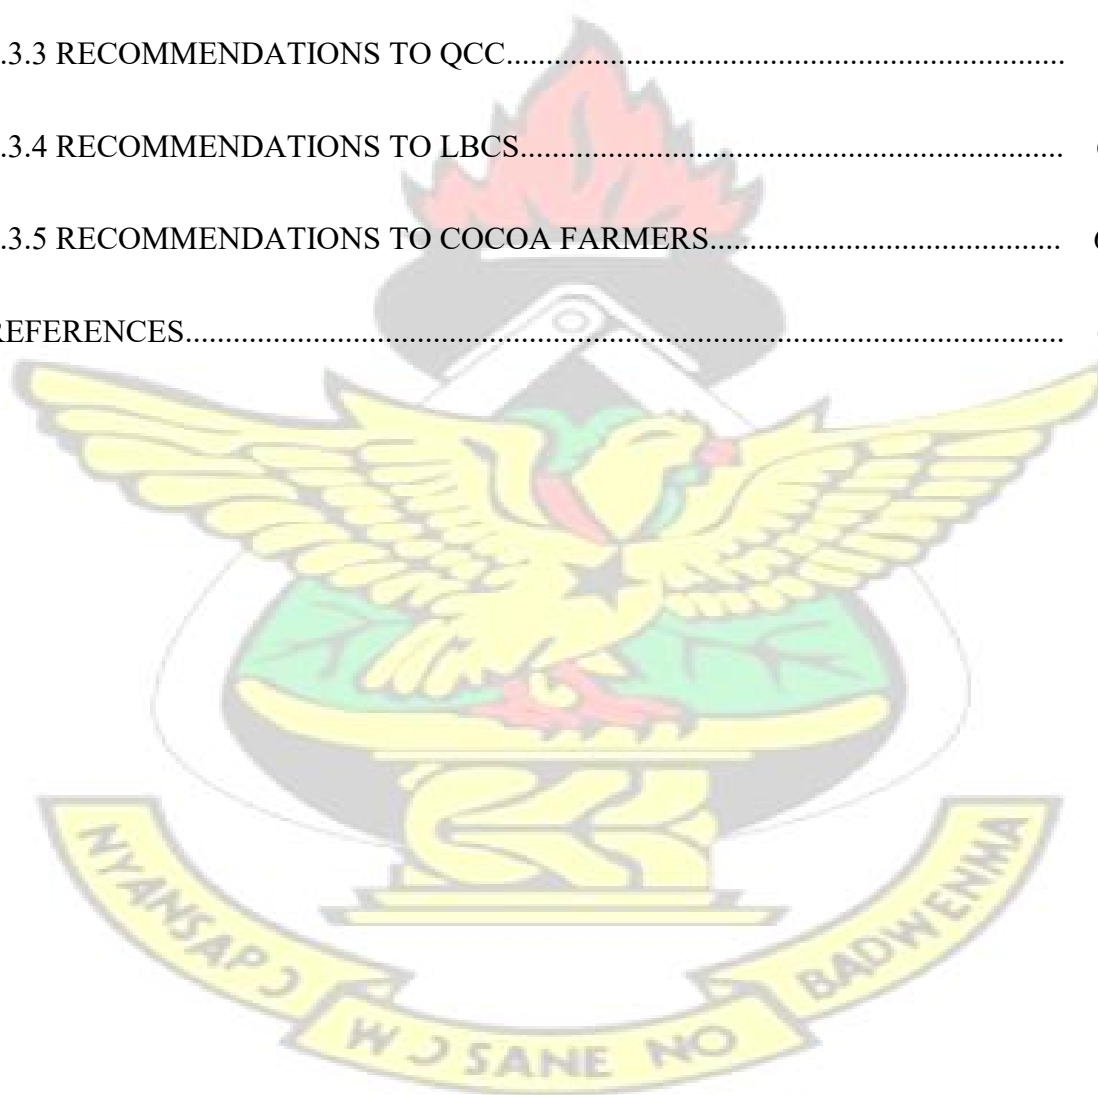 .3.3 RECOMMENDATIONS TO QCC......................................................................
.3.4 RECOMMENDATIONS TO LBCS....................................................................
.3.5 RECOMMENDATIONS TO COCOA FARMERS............................................
REFERENCES..............................................................................................................
NYANSAPƆ
WƆSANE NO
BADWENMA